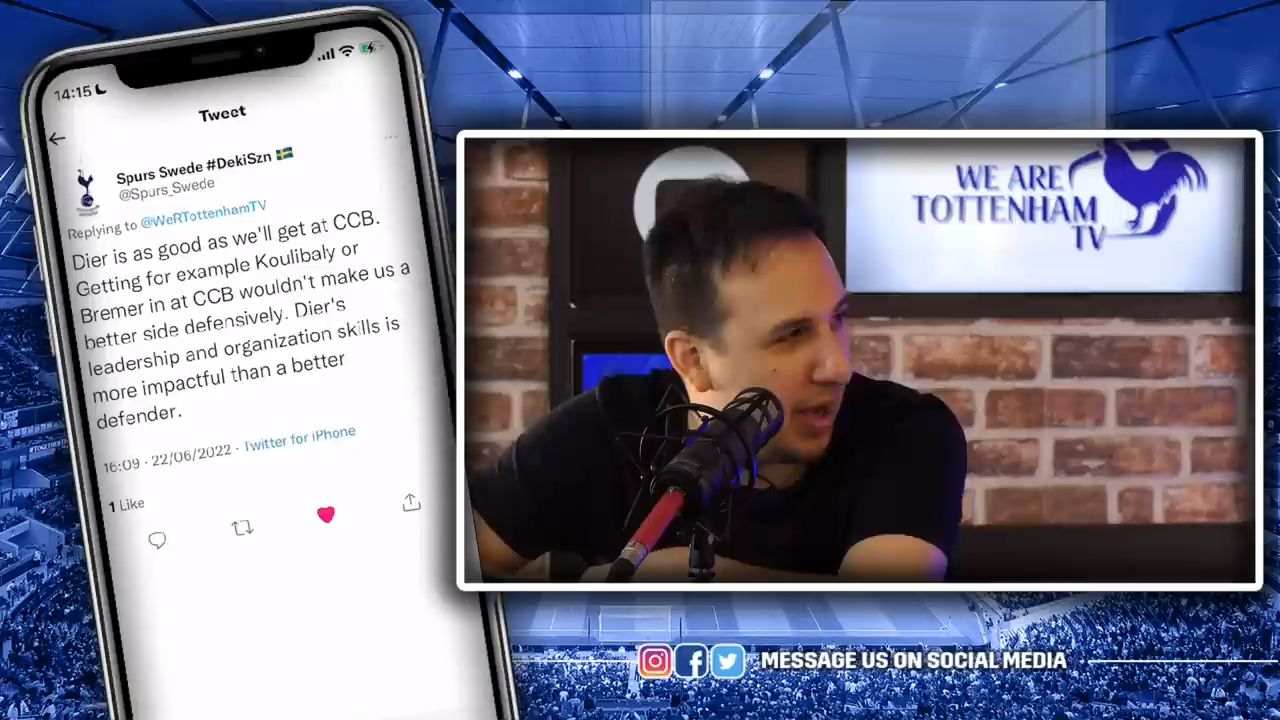 14:15
Tweet
Spurs Swede #DekiSzn
@Spurs_Swede
Replying to @WeRTottenhamTV
Dier is as good as we'll get at CCB.
Getting for example Koulibaly or
Bremer in at CCB wouldn't make us a
better side defensively. Dier's
leadership and organization skills is
more impactful than a better
defender.
16:09 · 22/06/2022 · Twitter for iPhone
1 Like
WE ARE
TOTTENHAM
TV
MESSAGE US ON SOCIAL MEDIA